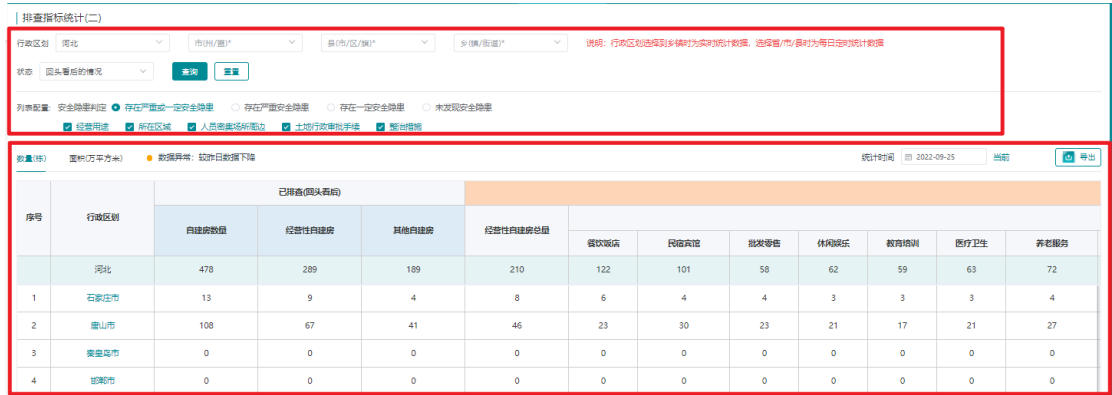 排查指标统计(二)
行政区划 河北 市(州/盟)* 县(市/区/旗)* 乡(镇/街道)* 说明：行政区划选择到乡镇时为实时统计数据，选择省/市/县时为每日定时统计数据
状态 回头看后的情况 查询 重置
列表配置: 安全隐患判定 存在严重或一定安全隐患 存在严重安全隐患 存在一定安全隐患 未发现安全隐患
经营用途 所在区域 人员密集场所周边 土地行政审批手续 整治措施
数量(栋) 面积(万平方米) 数据异常：较昨日数据下降 统计时间 2022-09-25 当前 导出
序号 行政区划 已排查(回头看后)
自建房数量 经营性自建房 其他自建房 经营性自建房总量
餐饮饭店 民宿宾馆 批发零售 休闲娱乐 教育培训 医疗卫生 养老服务
河北 478 289 189 210 122 101 58 62 59 63 72
1 石家庄市 13 9 4 8 6 4 4 3 3 3 4
2 唐山市 108 67 41 46 23 30 23 21 17 21 27
3 秦皇岛市 0 0 0 0 0 0 0 0 0 0 0
4 邯郸市 0 0 0 0 0 0 0 0 0 0 0